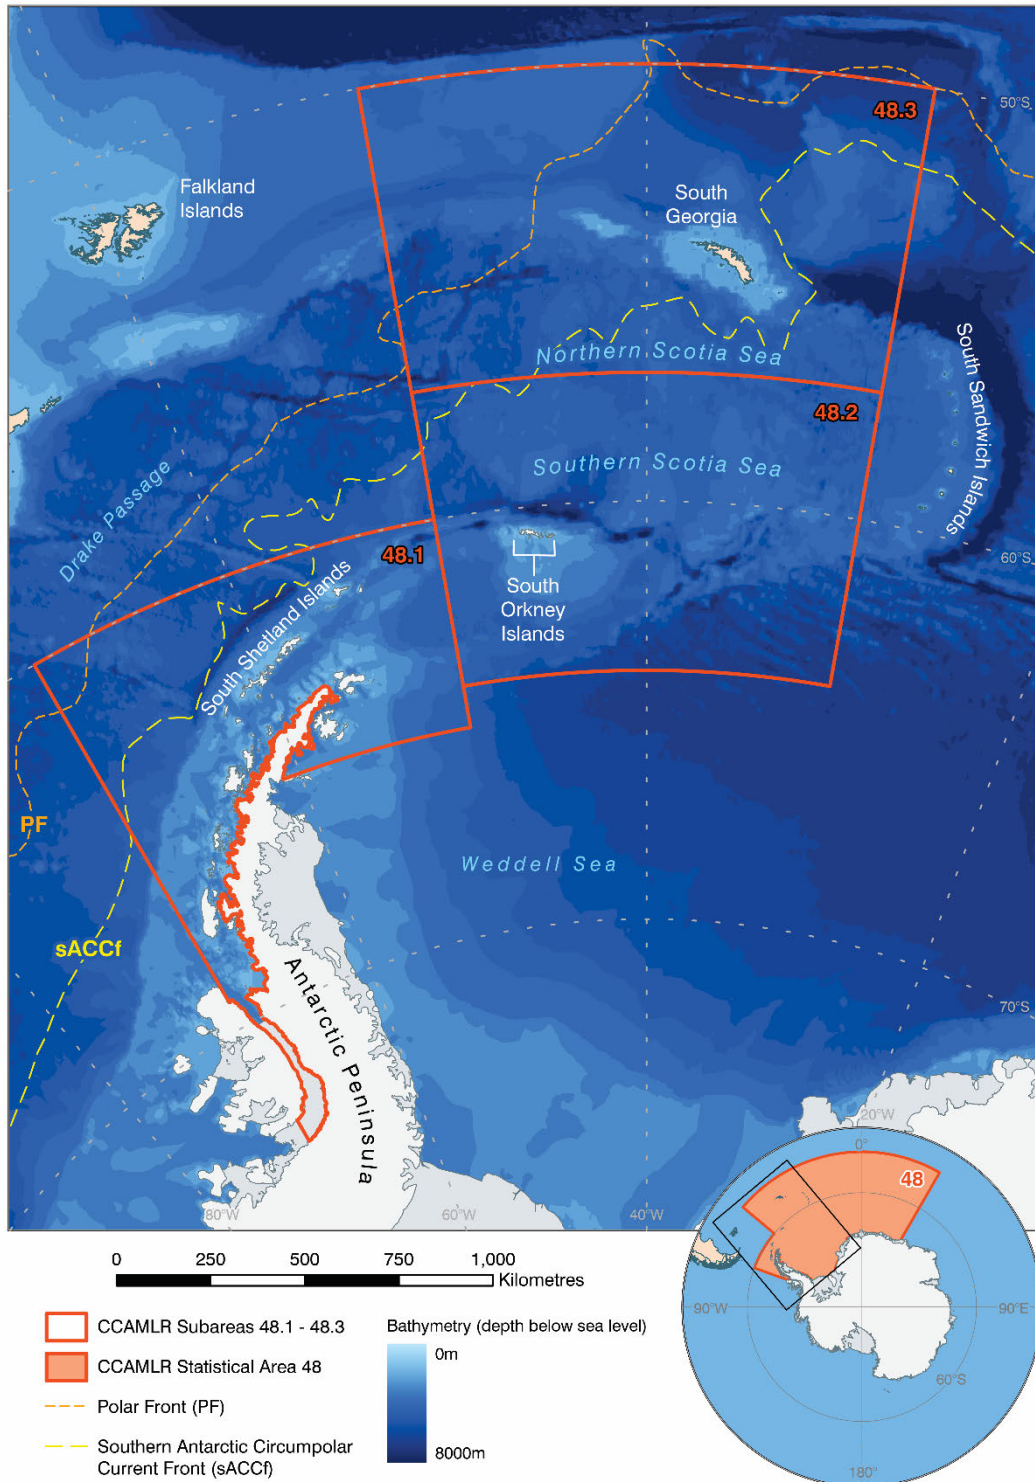 50°S
48.3
Falkland
Islands
South
Georgia
Northern Scotia Sea
48.2
South Sandwich Islands
Southern Scotia Sea
Drake Passage
48.1
60°S
South Shetland Islands
South
Orkney
Islands
PF
Weddell Sea
sACCf
Antarctic Peninsula
70°S
80°W
60°W
40°W
20°W
0°
48
90°W
90°E
60°S
180°
0
250
500
750
1,000
Kilometres
CCAMLR Subareas 48.1 - 48.3
CCAMLR Statistical Area 48
Polar Front (PF)
Southern Antarctic Circumpolar
Current Front (sACCf)
Bathymetry (depth below sea level)
0m
8000m